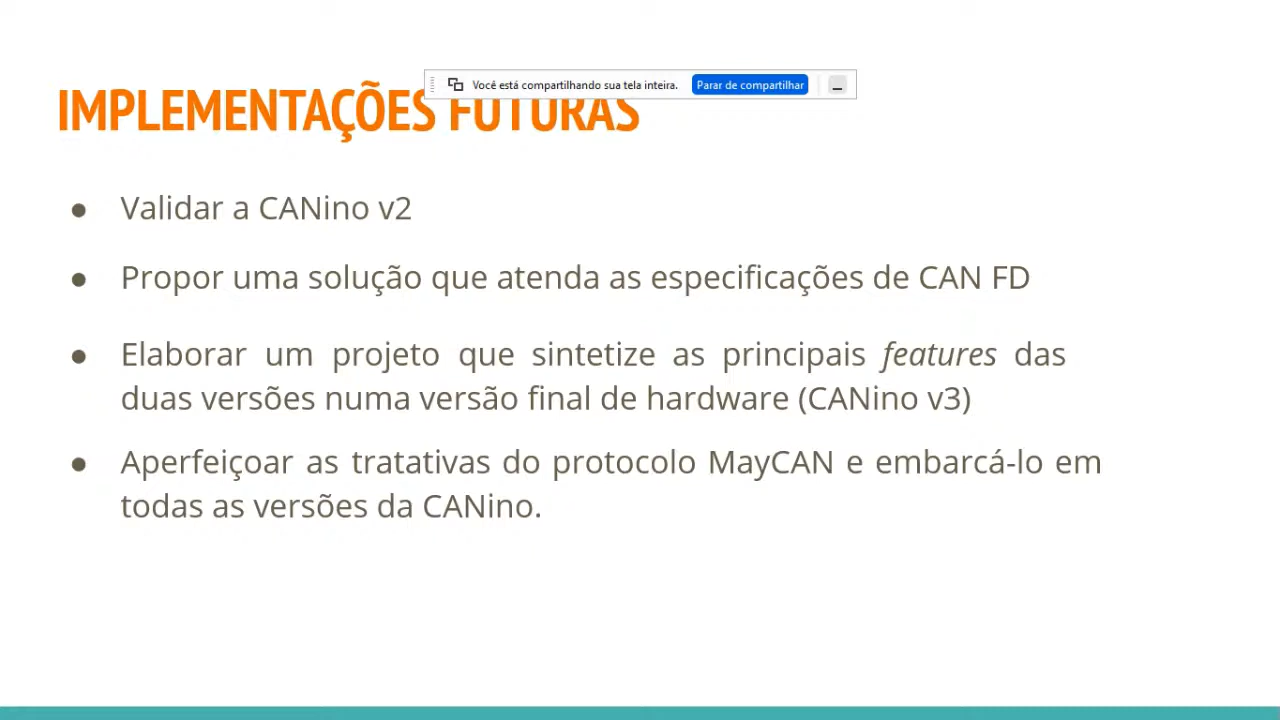 Você está compartilhando sua tela inteira. Parar de compartilhar
IMPLEMENTAÇÕES FUTURAS
● Validar a CANino v2
● Propor uma solução que atenda as especificações de CAN FD
● Elaborar um projeto que sintetize as principais features das
duas versões numa versão final de hardware (CANino v3)
● Aperfeiçoar as tratativas do protocolo MayCAN e embarcá-lo em
todas as versões da CANino.